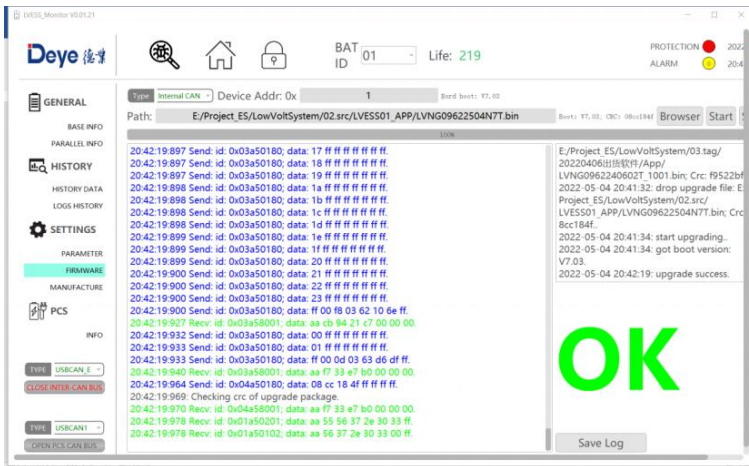 LVESS_Monitor V0.01.21
Deye 德业
BAT ID 01
Life: 219
PROTECTION
2022
ALARM
20:4
GENERAL
BASE INFO
PARALLEL INFO
HISTORY
HISTORY DATA
LOGS HISTORY
SETTINGS
PARAMETER
FIRMWARE
MANUFACTURE
PCS
INFO
TYPE USBCAN_E
CLOSE INTER-CAN BUS
TYPE USBCAN1
OPEN PCS CAN BUS
Type Internal CAN Device Addr: 0x 1 Bord boot: V7.02
Path: E:/Project_ES/LowVoltSystem/02.src/LVESS01_APP/LVNG09622504N7T.bin Boot: V7.03; CRC: 08cc184f Browser Start S
100%
20:42:19:897 Send: id: 0x03a50180; data: 17 ff ff ff ff ff ff ff.
20:42:19:897 Send: id: 0x03a50180; data: 18 ff ff ff ff ff ff ff.
20:42:19:897 Send: id: 0x03a50180; data: 19 ff ff ff ff ff ff ff.
20:42:19:898 Send: id: 0x03a50180; data: 1a ff ff ff ff ff ff ff.
20:42:19:898 Send: id: 0x03a50180; data: 1b ff ff ff ff ff ff ff.
20:42:19:898 Send: id: 0x03a50180; data: 1c ff ff ff ff ff ff ff.
20:42:19:898 Send: id: 0x03a50180; data: 1d ff ff ff ff ff ff ff.
20:42:19:899 Send: id: 0x03a50180; data: 1e ff ff ff ff ff ff ff.
20:42:19:899 Send: id: 0x03a50180; data: 1f ff ff ff ff ff ff ff.
20:42:19:899 Send: id: 0x03a50180; data: 20 ff ff ff ff ff ff ff.
20:42:19:900 Send: id: 0x03a50180; data: 21 ff ff ff ff ff ff ff.
20:42:19:900 Send: id: 0x03a50180; data: 22 ff ff ff ff ff ff ff.
20:42:19:900 Send: id: 0x03a50180; data: 23 ff ff ff ff ff ff ff.
20:42:19:900 Send: id: 0x03a50180; data: ff 00 f8 03 62 10 6e ff.
20:42:19:927 Recv: id: 0x03a58001; data: aa cb 94 21 c7 00 00 00.
20:42:19:932 Send: id: 0x03a50180; data: 00 ff ff ff ff ff ff ff.
20:42:19:933 Send: id: 0x03a50180; data: 01 ff ff ff ff ff ff ff.
20:42:19:933 Send: id: 0x03a50180; data: ff 00 0d 03 63 d6 df ff.
20:42:19:940 Recv: id: 0x03a58001; data: aa f7 33 e7 b0 00 00 00.
20:42:19:964 Send: id: 0x04a50180; data: 08 cc 18 4f ff ff ff ff.
20:42:19:969: Checking crc of upgrade package.
20:42:19:970 Recv: id: 0x04a58001; data: aa f7 33 e7 b0 00 00 00.
20:42:19:978 Recv: id: 0x01a50201; data: aa 55 56 37 2e 30 33 ff.
20:42:19:978 Recv: id: 0x01a50102; data: aa 56 37 2e 30 33 00 ff.
E:/Project_ES/LowVoltSystem/03.tag/
20220406出货软件/App/
LVNG0962240602T_1001.bin; Crc: f9522bf
2022-05-04 20:41:32: drop upgrade file: E
Project_ES/LowVoltSystem/02.src/
LVESS01_APP/LVNG09622504N7T.bin; Crc
8cc184f..
2022-05-04 20:41:34: start upgrading..
2022-05-04 20:41:34: got boot version:
V7.03.
2022-05-04 20:42:19: upgrade success.
OK
Save Log